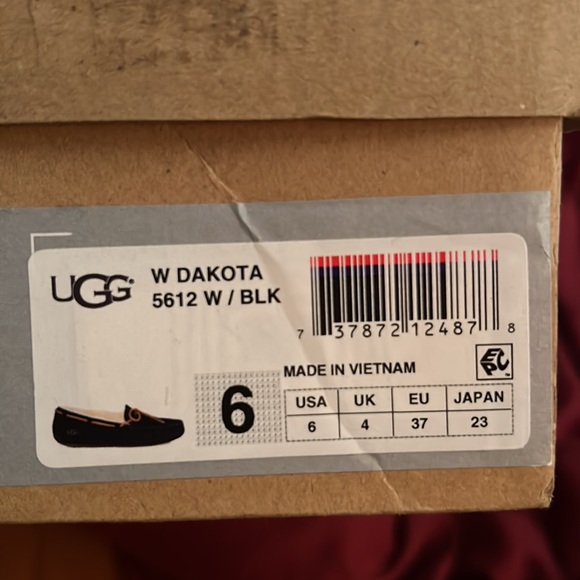 UGG®
W DAKOTA
5612 W / BLK
7 37872 12487 8
MADE IN VIETNAM
EPC™
6
USA UK EU JAPAN
6 4 37 23